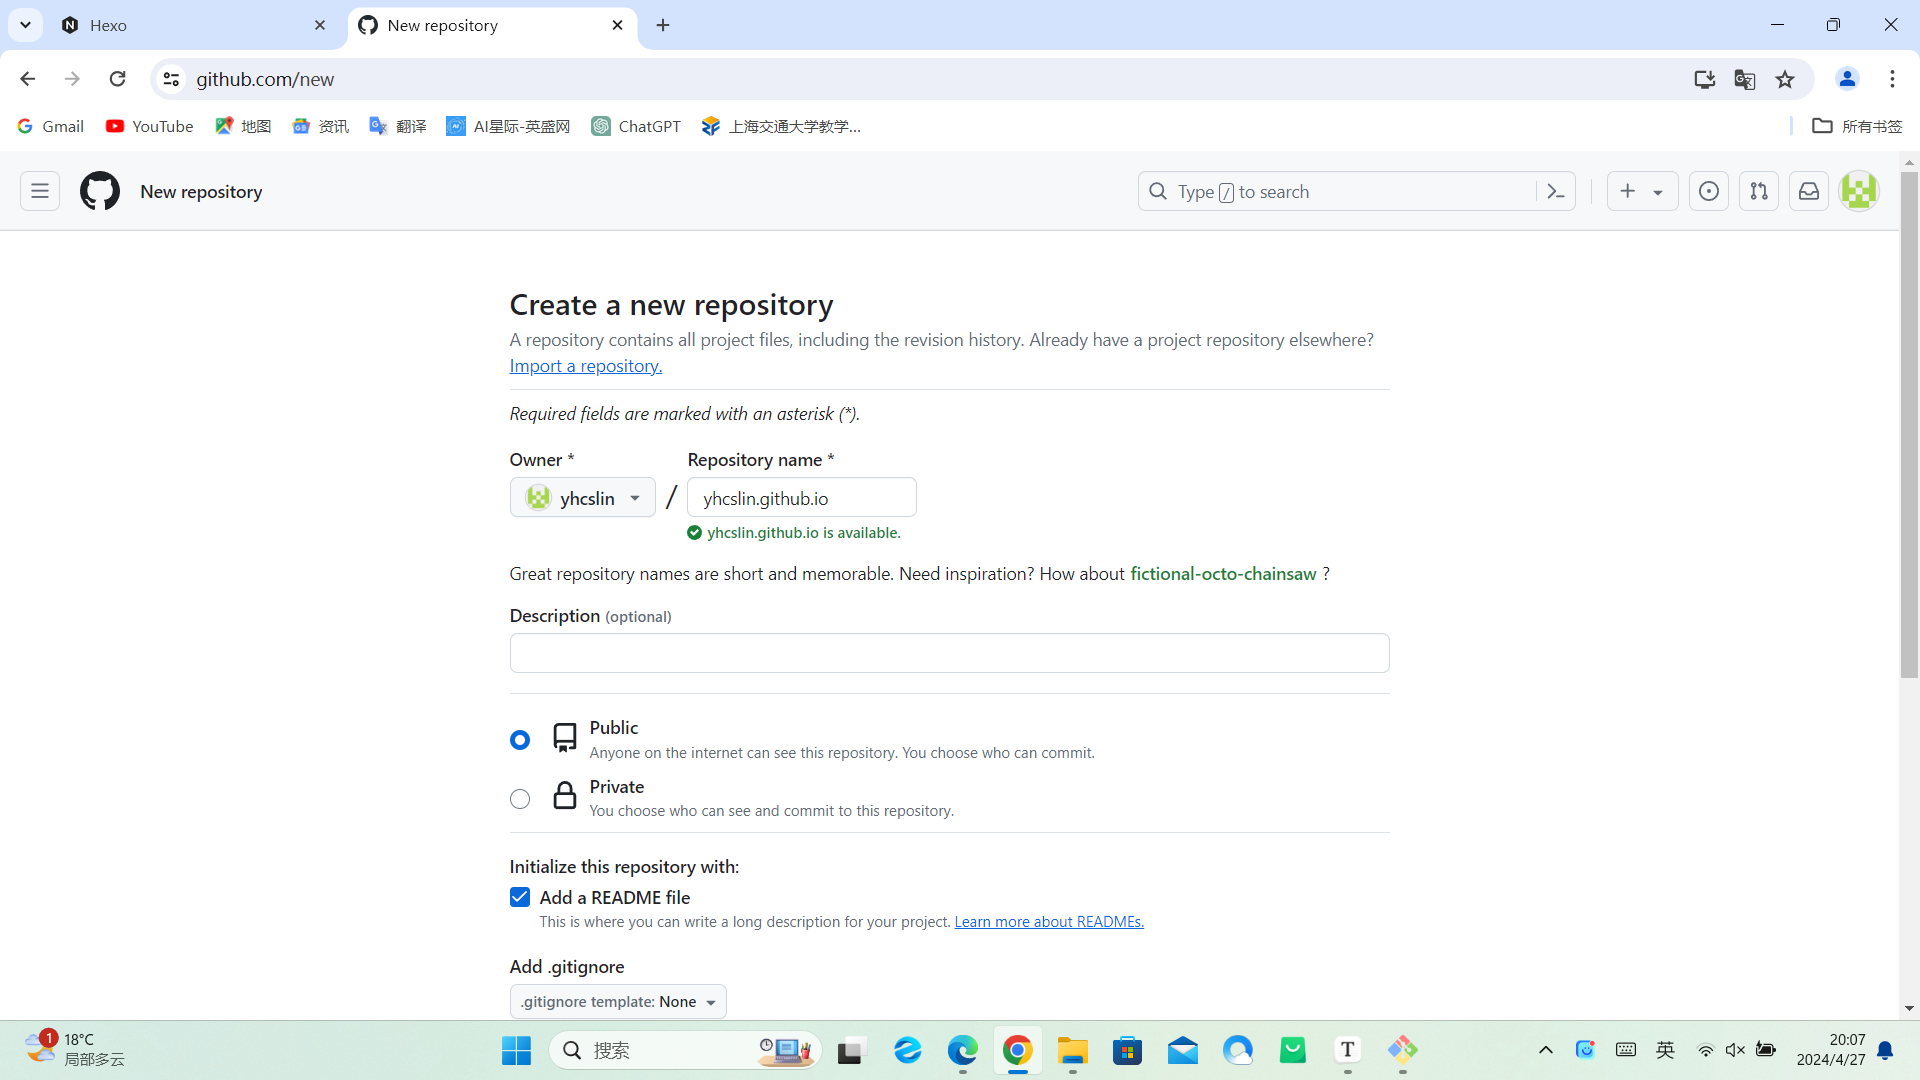 Hexo
New repository
github.com/new
Gmail
YouTube
地图
资讯
翻译
AI星际-英盛网
ChatGPT
上海交通大学教学...
所有书签
New repository
Type / to search
Create a new repository
A repository contains all project files, including the revision history. Already have a project repository elsewhere?
Import a repository.
Required fields are marked with an asterisk (*).
Owner *
Repository name *
yhcslin
/
yhcslin.github.io
yhcslin.github.io is available.
Great repository names are short and memorable. Need inspiration? How about fictional-octo-chainsaw ?
Description (optional)
Public
Anyone on the internet can see this repository. You choose who can commit.
Private
You choose who can see and commit to this repository.
Initialize this repository with:
Add a README file
This is where you can write a long description for your project. Learn more about READMEs.
Add .gitignore
.gitignore template: None
1
18°C
局部多云
搜索
T
英
20:07
2024/4/27